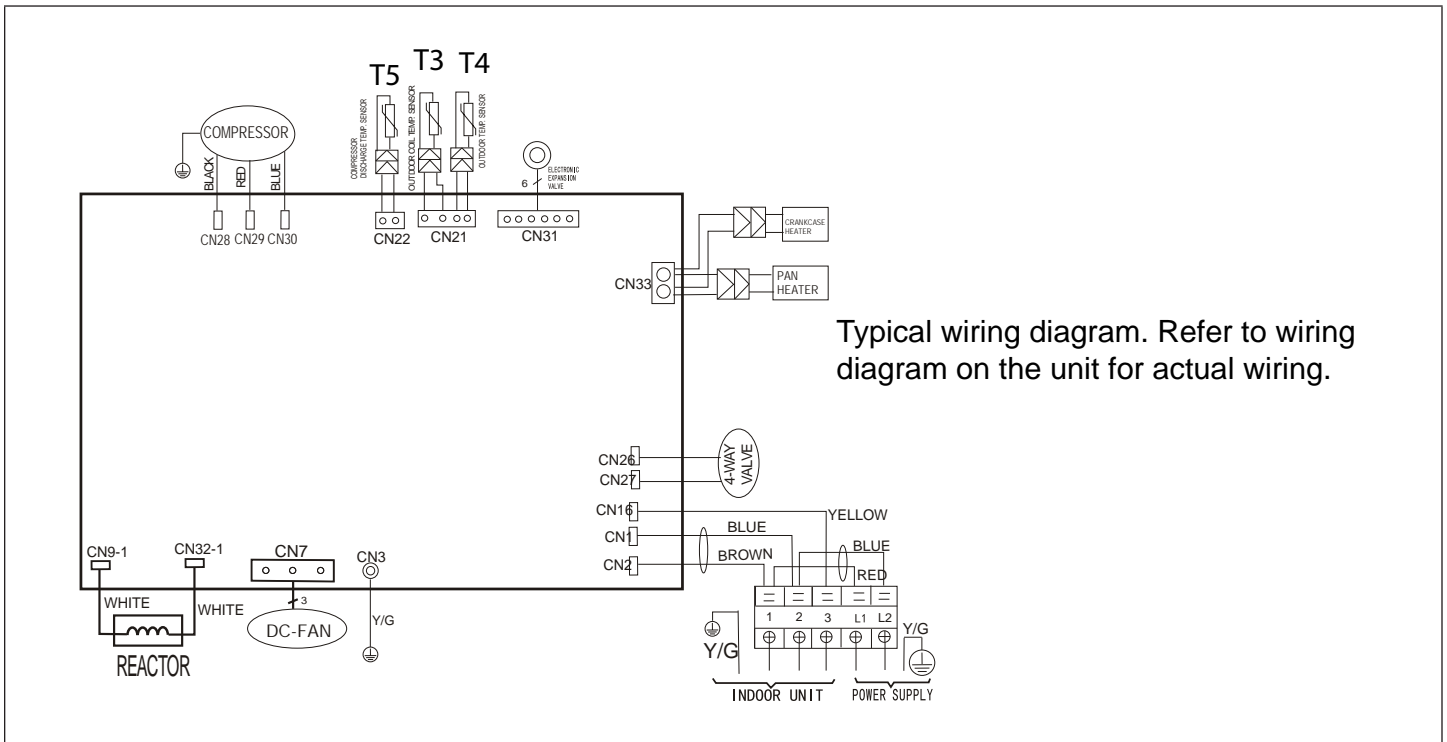 T5
T3
T4
COMPRESSOR
DISCHARGE TEMP. SENSOR
OUTDOOR COIL TEMP. SENSOR
OUTDOOR TEMP. SENSOR
COMPRESSOR
BLACK
RED
BLUE
6
ELECTRONIC
EXPANSION
VALVE
CN28
CN29
CN30
CN22
CN21
CN31
CRANKCASE
HEATER
CN33
PAN
HEATER
Typical wiring diagram. Refer to wiring
diagram on the unit for actual wiring.
CN26
CN27
4-WAY
VALVE
CN16
YELLOW
CN1
BLUE
BLUE
CN2
BROWN
RED
CN9-1
CN32-1
CN7
CN3
WHITE
WHITE
3
Y/G
DC-FAN
REACTOR
1
2
3
L1
L2
Y/G
Y/G
INDOOR UNIT
POWER SUPPLY